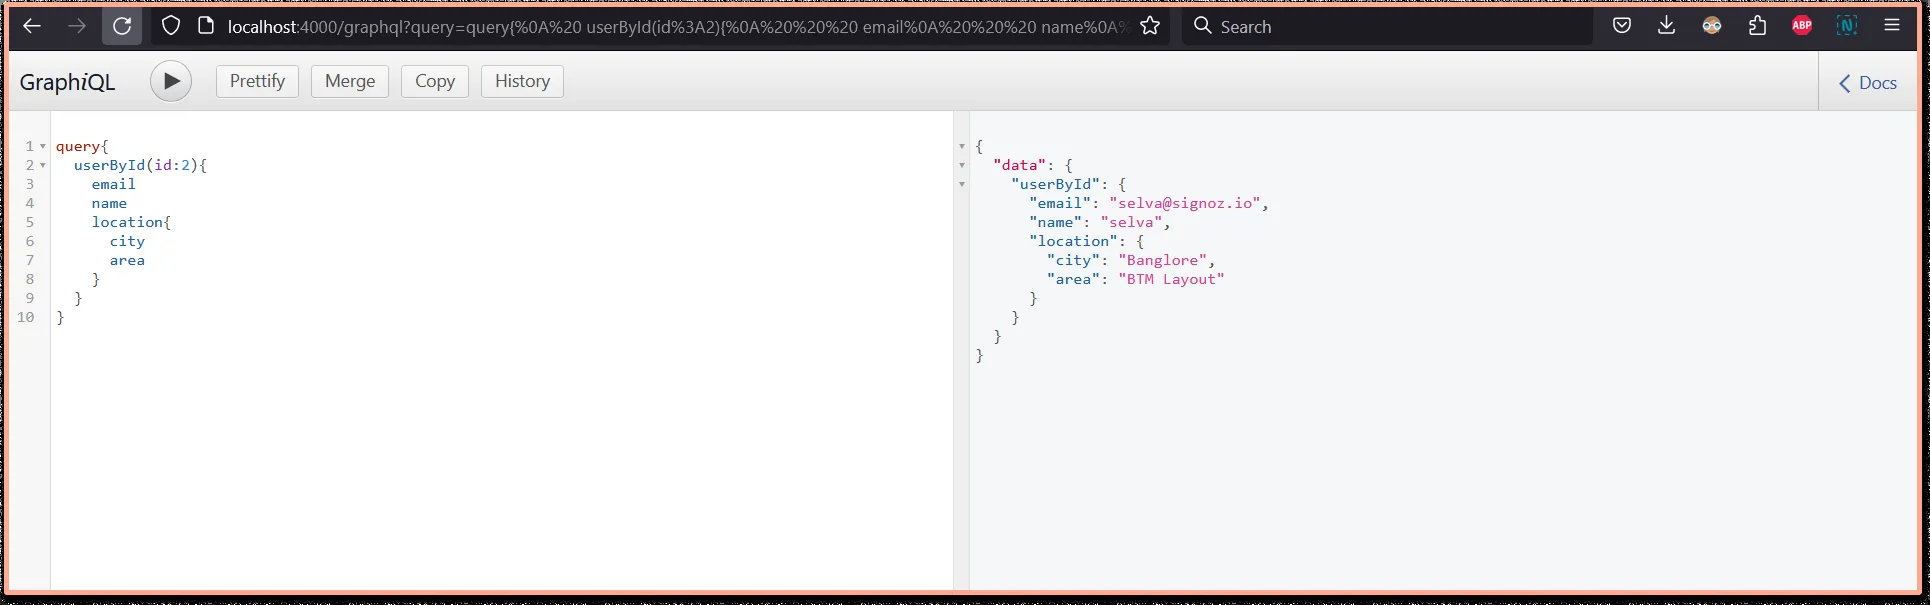 localhost:4000/graphql?query=query{%0A%20 userById(id%3A2){%0A%20%20%20 email%0A%20%20%20 name%0A%
Search
ABP
N
GraphiQL
Prettify
Merge
Copy
History
Docs
1 query{
2 userById(id:2){
3 email
4 name
5 location{
6 city
7 area
8 }
9 }
10 }
{
"data": {
"userById": {
"email": "selva@signoz.io",
"name": "selva",
"location": {
"city": "Banglore",
"area": "BTM Layout"
}
}
}
}